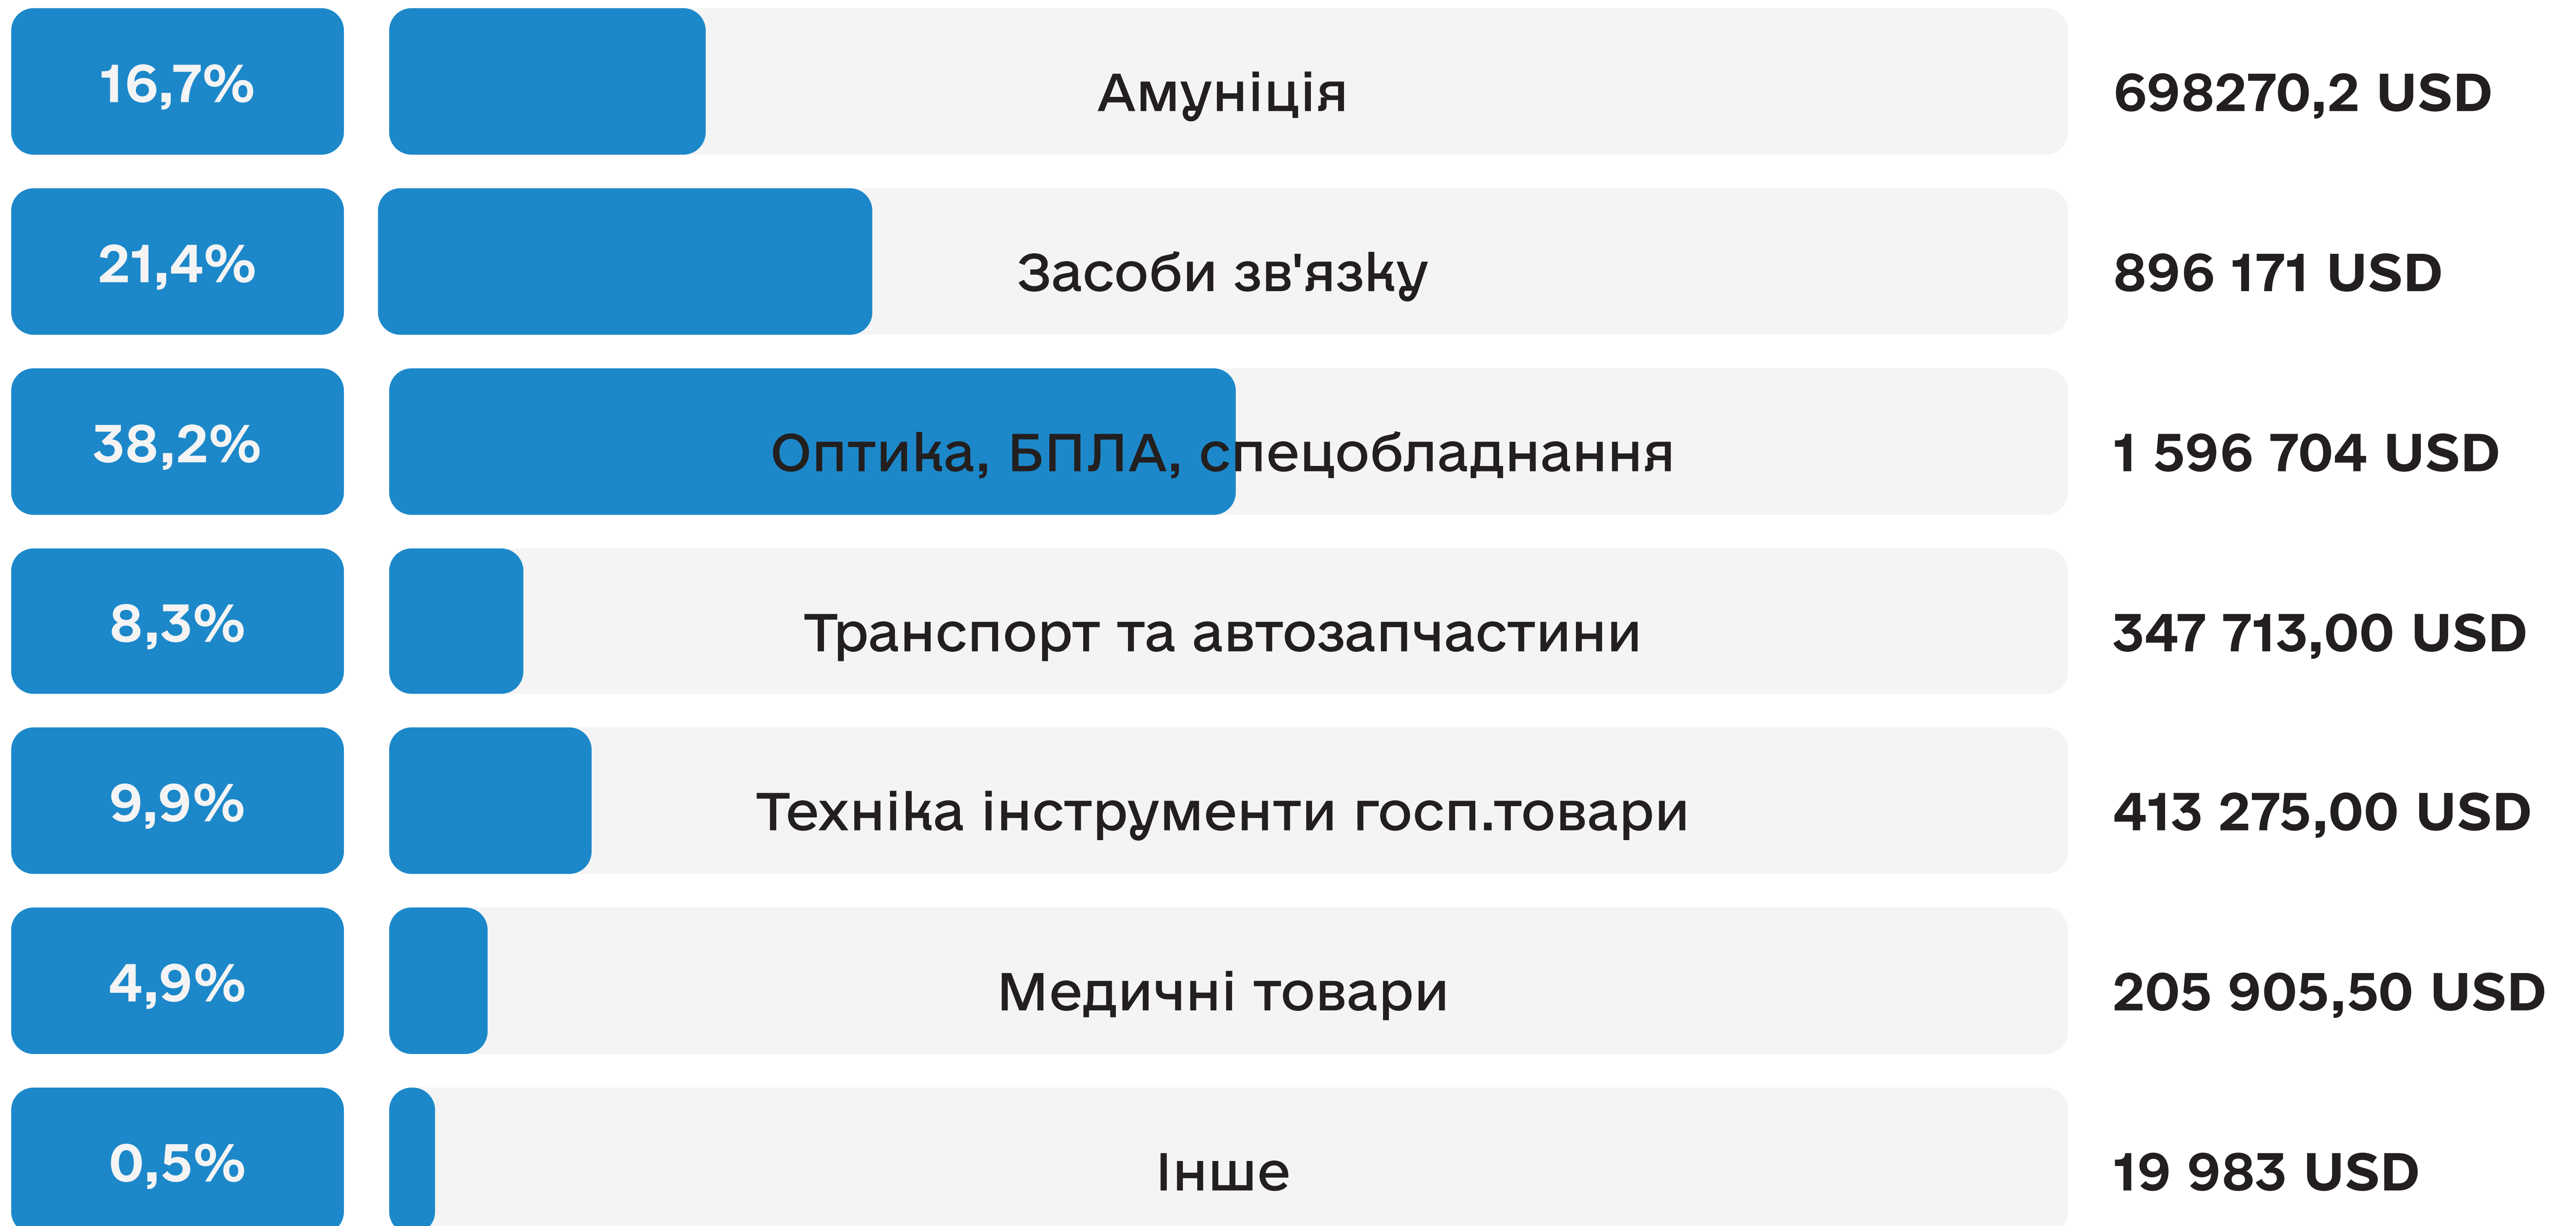 16,7% Амуніція 698270,2 USD
21,4% Засоби зв'язку 896 171 USD
38,2% Оптика, БПЛА, спецобладнання 1 596 704 USD
8,3% Транспорт та автозапчастини 347 713,00 USD
9,9% Техніка інструменти госп.товари 413 275,00 USD
4,9% Медичні товари 205 905,50 USD
0,5% Інше 19 983 USD